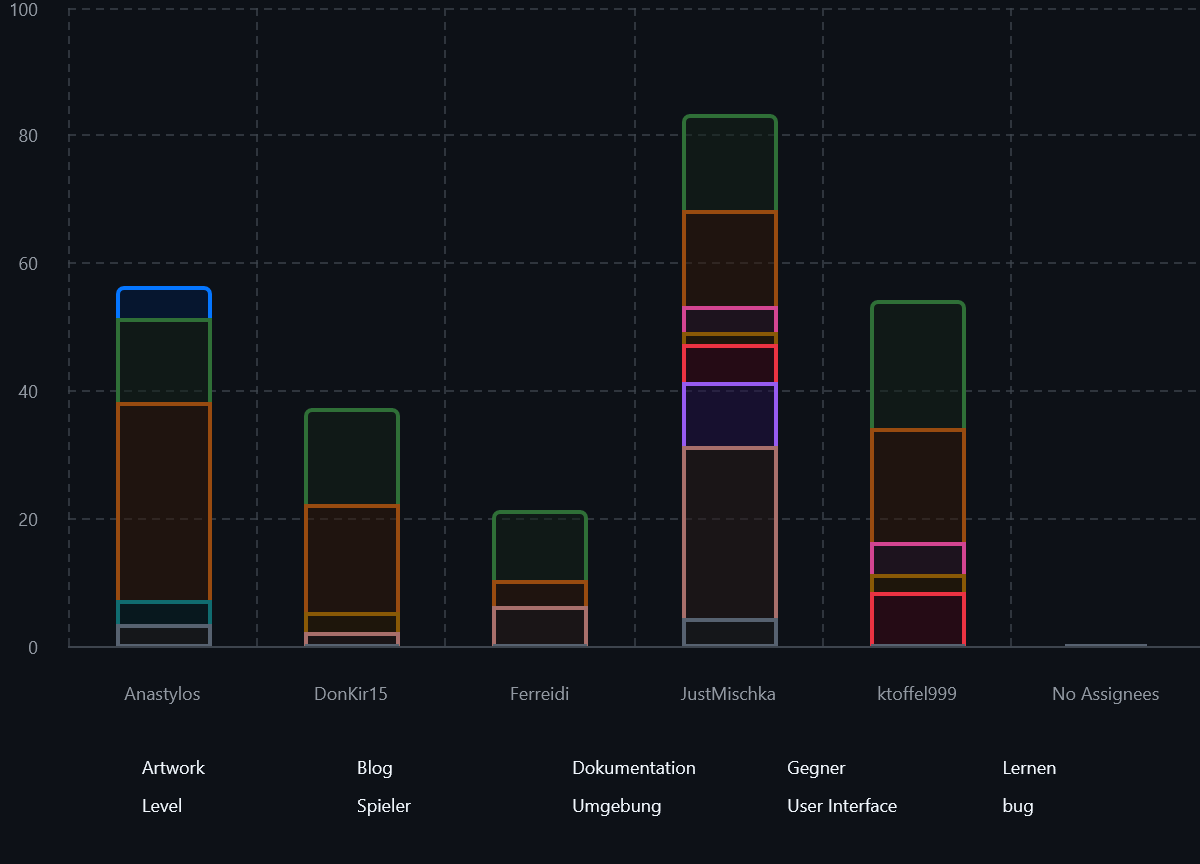 100
80
60
40
20
0
Anastylos DonKir15 Ferreidi JustMischka ktoffel999 No Assignees
Artwork Blog Dokumentation Gegner Lernen
Level Spieler Umgebung User Interface bug